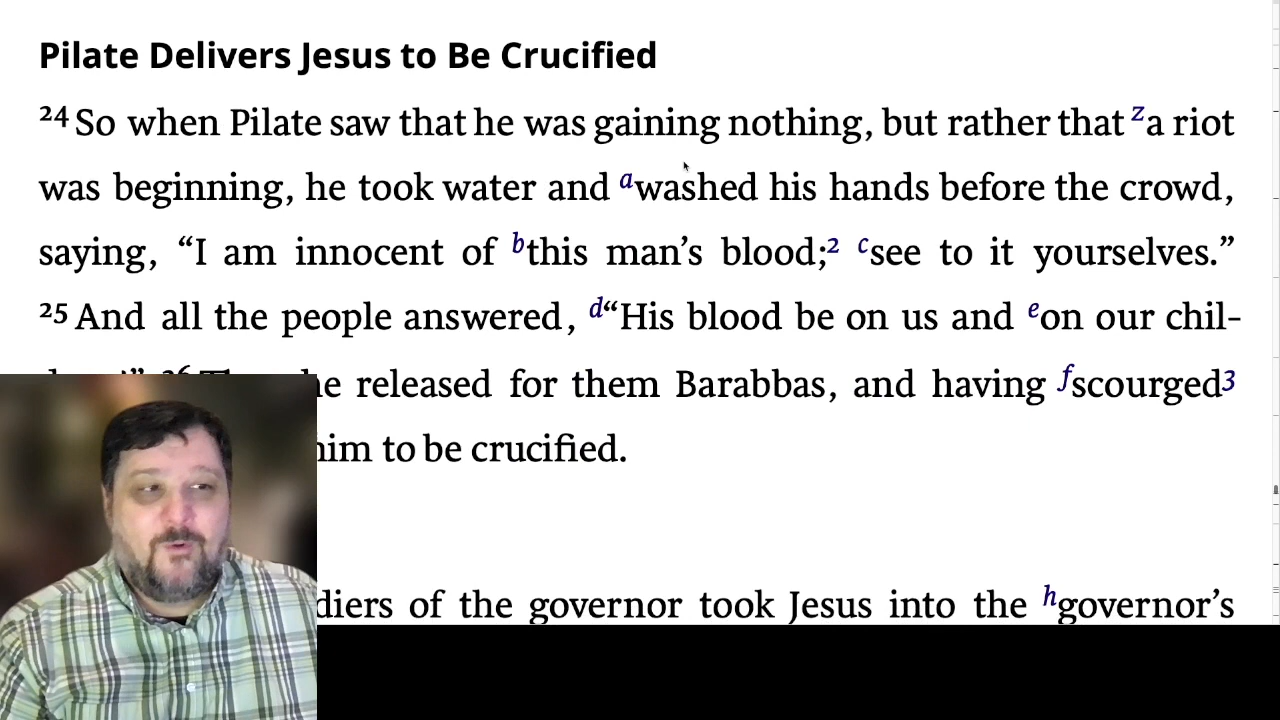 Pilate Delivers Jesus to Be Crucified
24 So when Pilate saw that he was gaining nothing, but rather that z a riot
was beginning, he took water and a washed his hands before the crowd,
saying, “I am innocent of b this man’s blood;2 c see to it yourselves.”
25 And all the people answered, d “His blood be on us and e on our chil-
he released for them Barabbas, and having f scourged3
him to be crucified.
diers of the governor took Jesus into the h governor’s